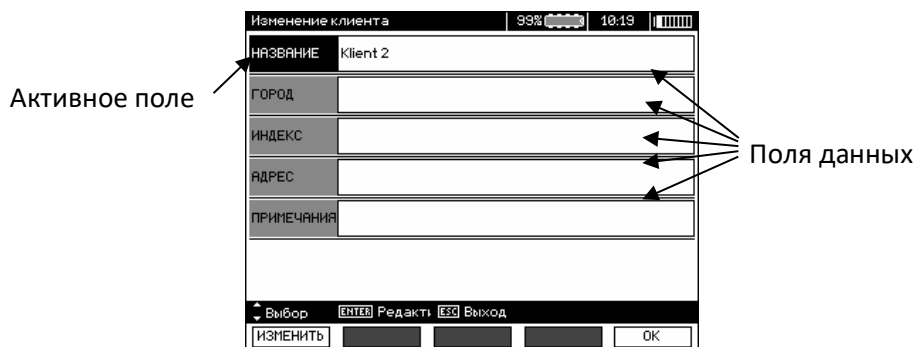 Изменение клиента 99% 10:19
НАЗВАНИЕ Klient 2
Активное поле
ГОРОД
ИНДЕКС
Поля данных
АДРЕС
ПРИМЕЧАНИЯ
Выбор ENTER Редакти ESC Выход
ИЗМЕНИТЬ OK